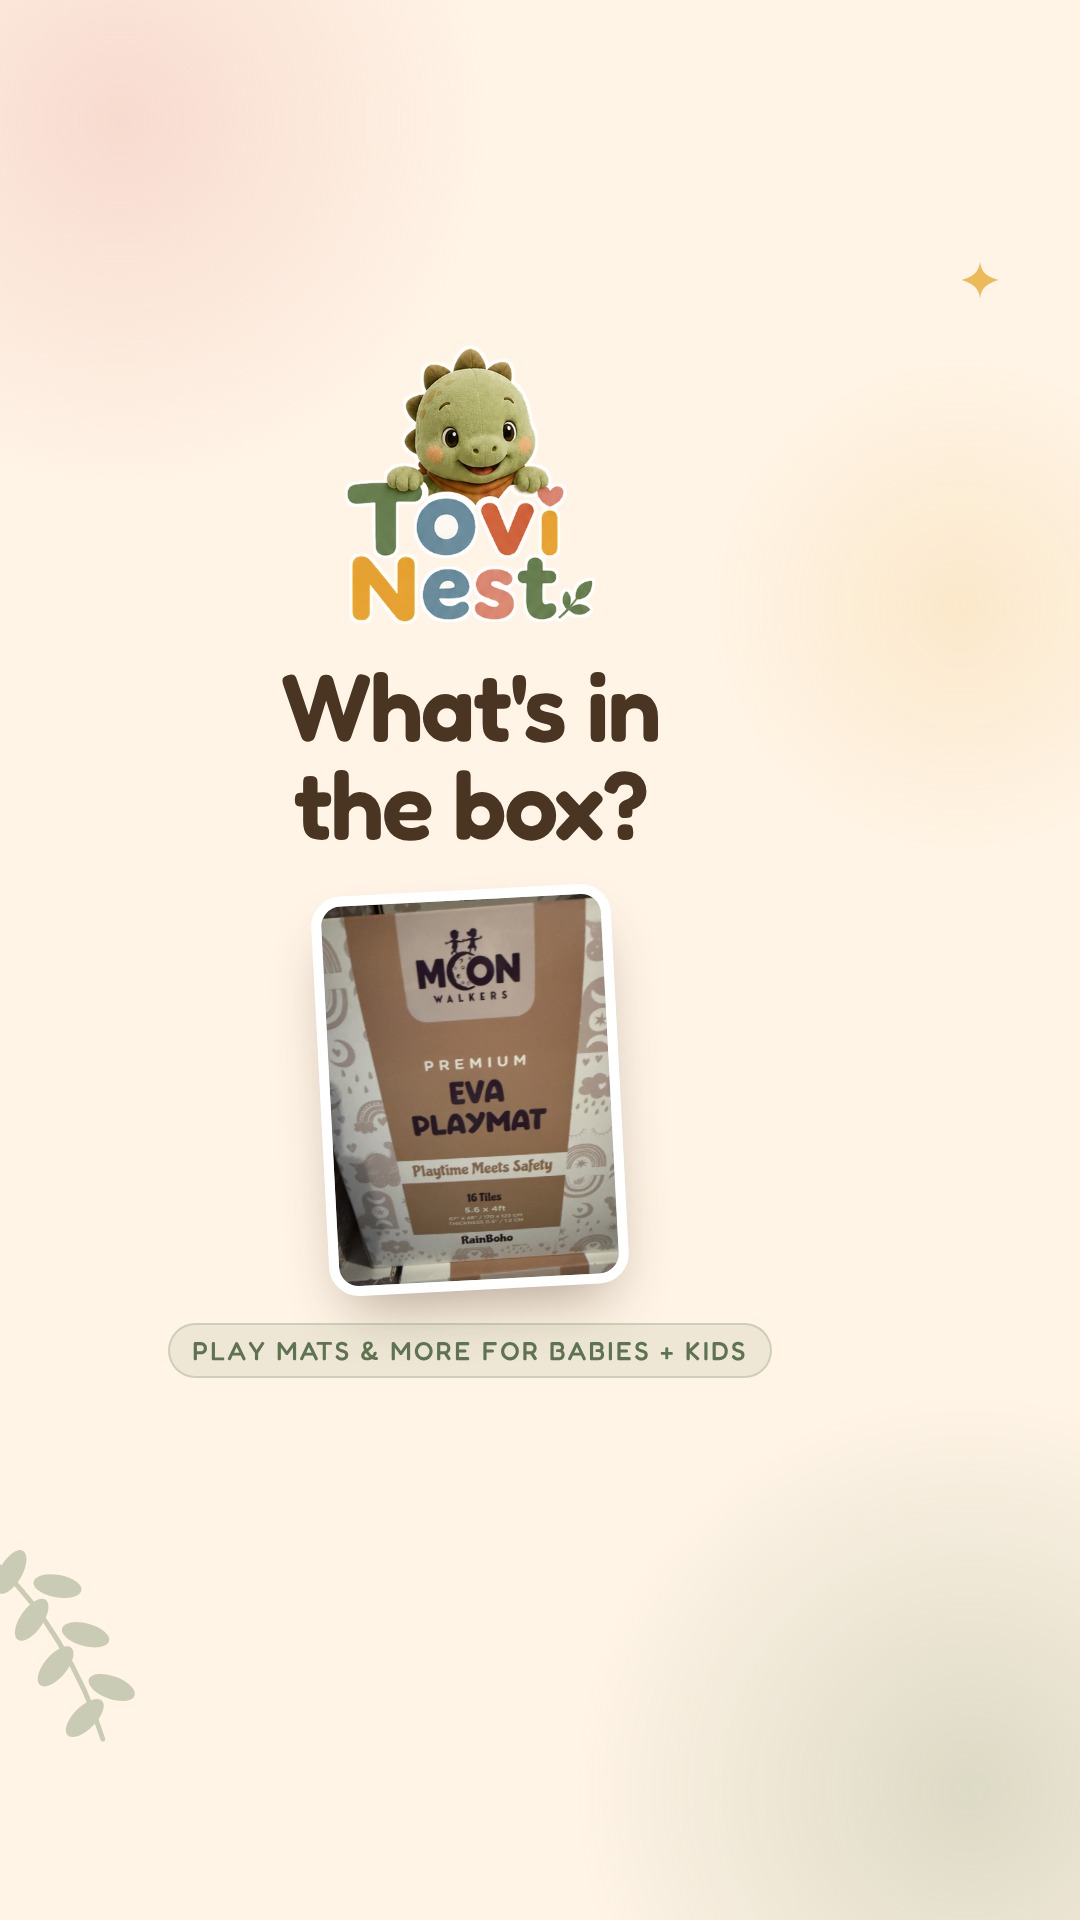 Tovi
Nest
What's in
the box?
MOON
WALKERS
PREMIUM
EVA
PLAYMAT
Playtime Meets Safety
16 Tiles
5.6 x 4ft
RainBoho
PLAY MATS & MORE FOR BABIES + KIDS